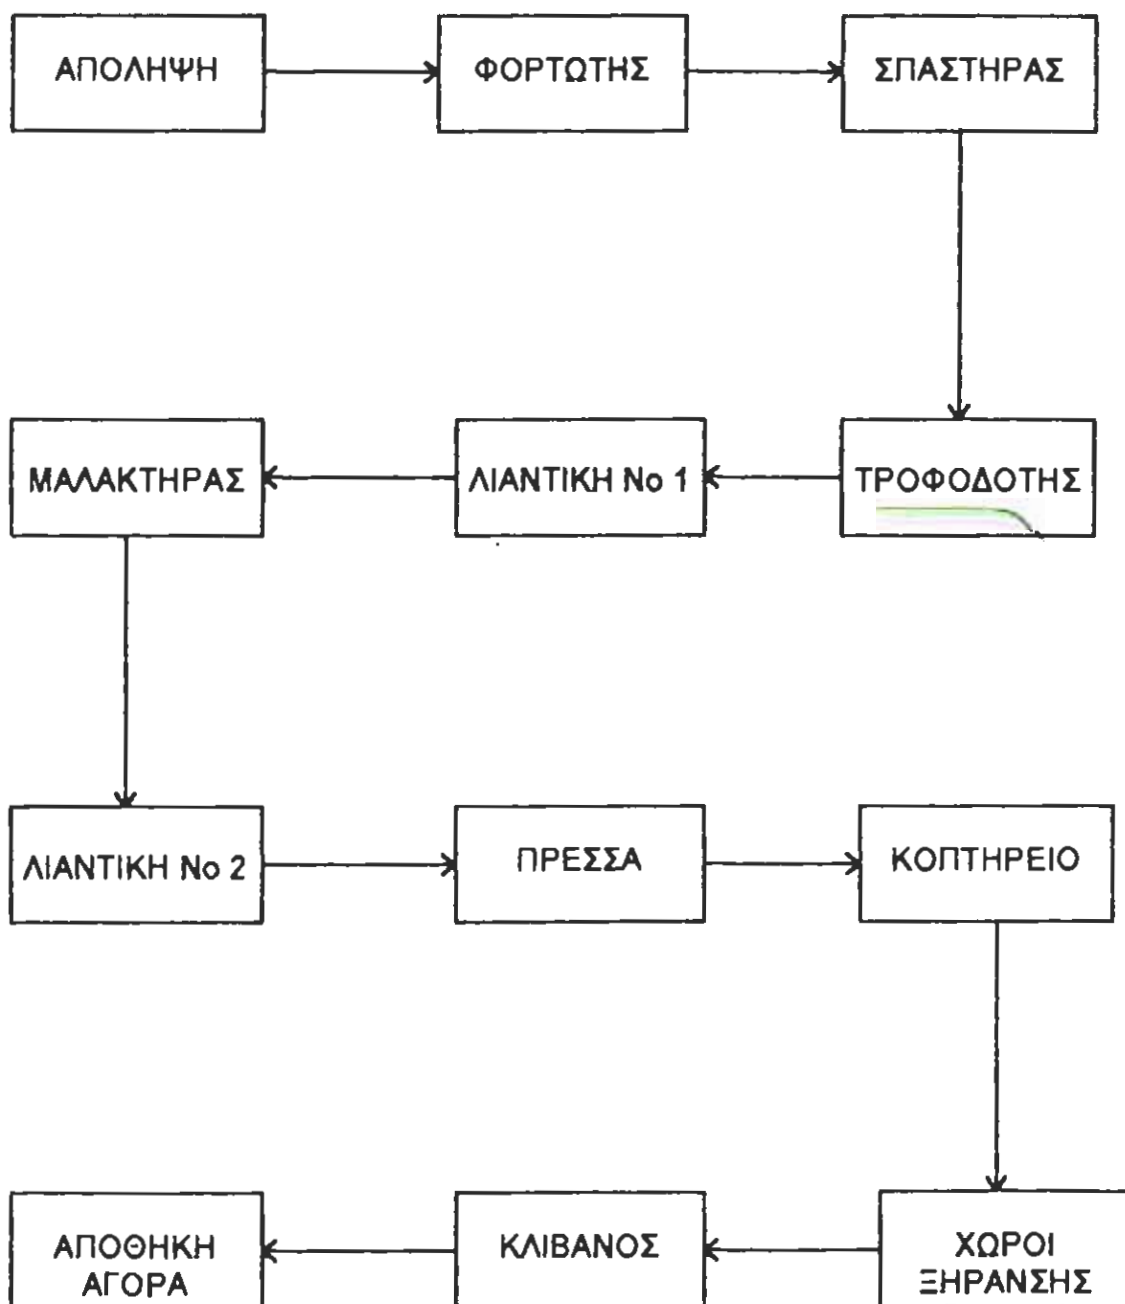 ΑΠΟΛΗΨΗ
ΦΟΡΤΩΤΗΣ
ΣΠΑΣΤΗΡΑΣ
ΜΑΛΑΚΤΗΡΑΣ
ΛΙΑΝΤΙΚΗ Νο 1
ΤΡΟΦΟΔΟΤΗΣ
ΛΙΑΝΤΙΚΗ Νο 2
ΠΡΕΣΣΑ
ΚΟΠΤΗΡΕΙΟ
ΑΠΟΘΗΚΗ
ΑΓΟΡΑ
ΚΛΙΒΑΝΟΣ
ΧΩΡΟΙ
ΞΗΡΑΝΣΗΣ